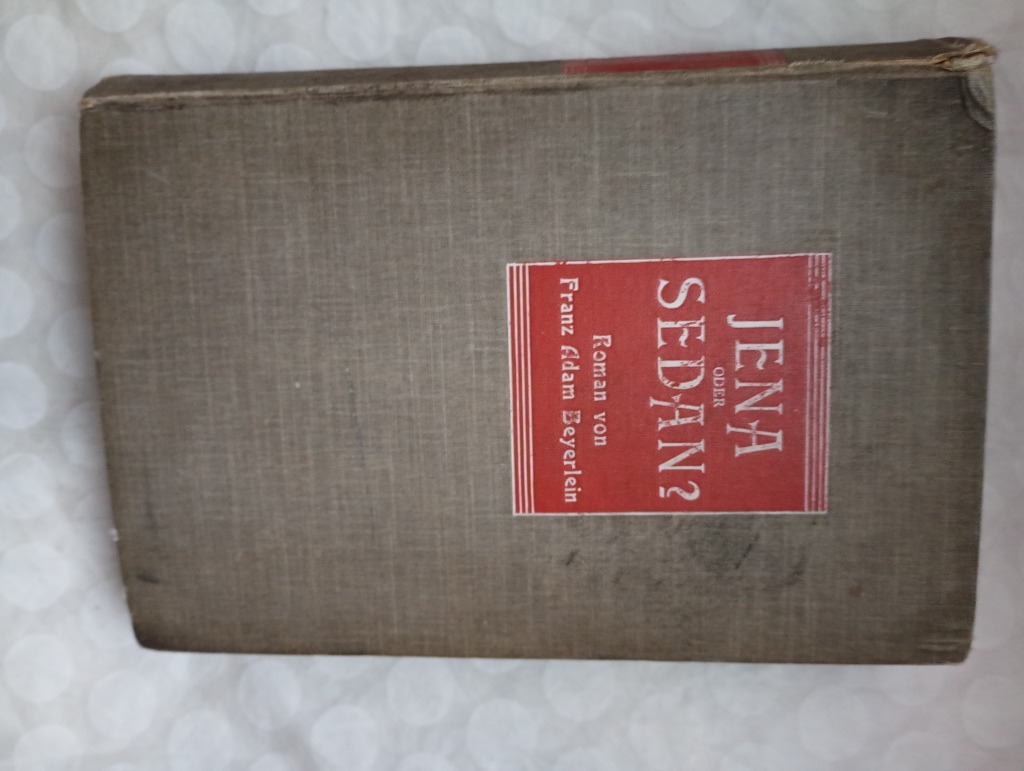 JENA
ODER
SEDAN?
Roman von
Franz Adam Beyerlein